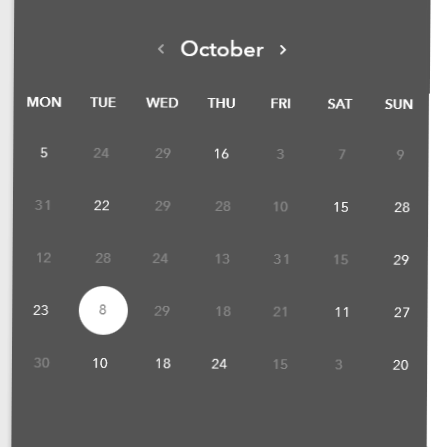 ‹ October ›
MON TUE WED THU FRI SAT SUN
5 24 29 16 3 7 9
31 22 29 28 10 15 28
12 28 24 13 31 15 29
23 8 29 18 21 11 27
30 10 18 24 15 3 20